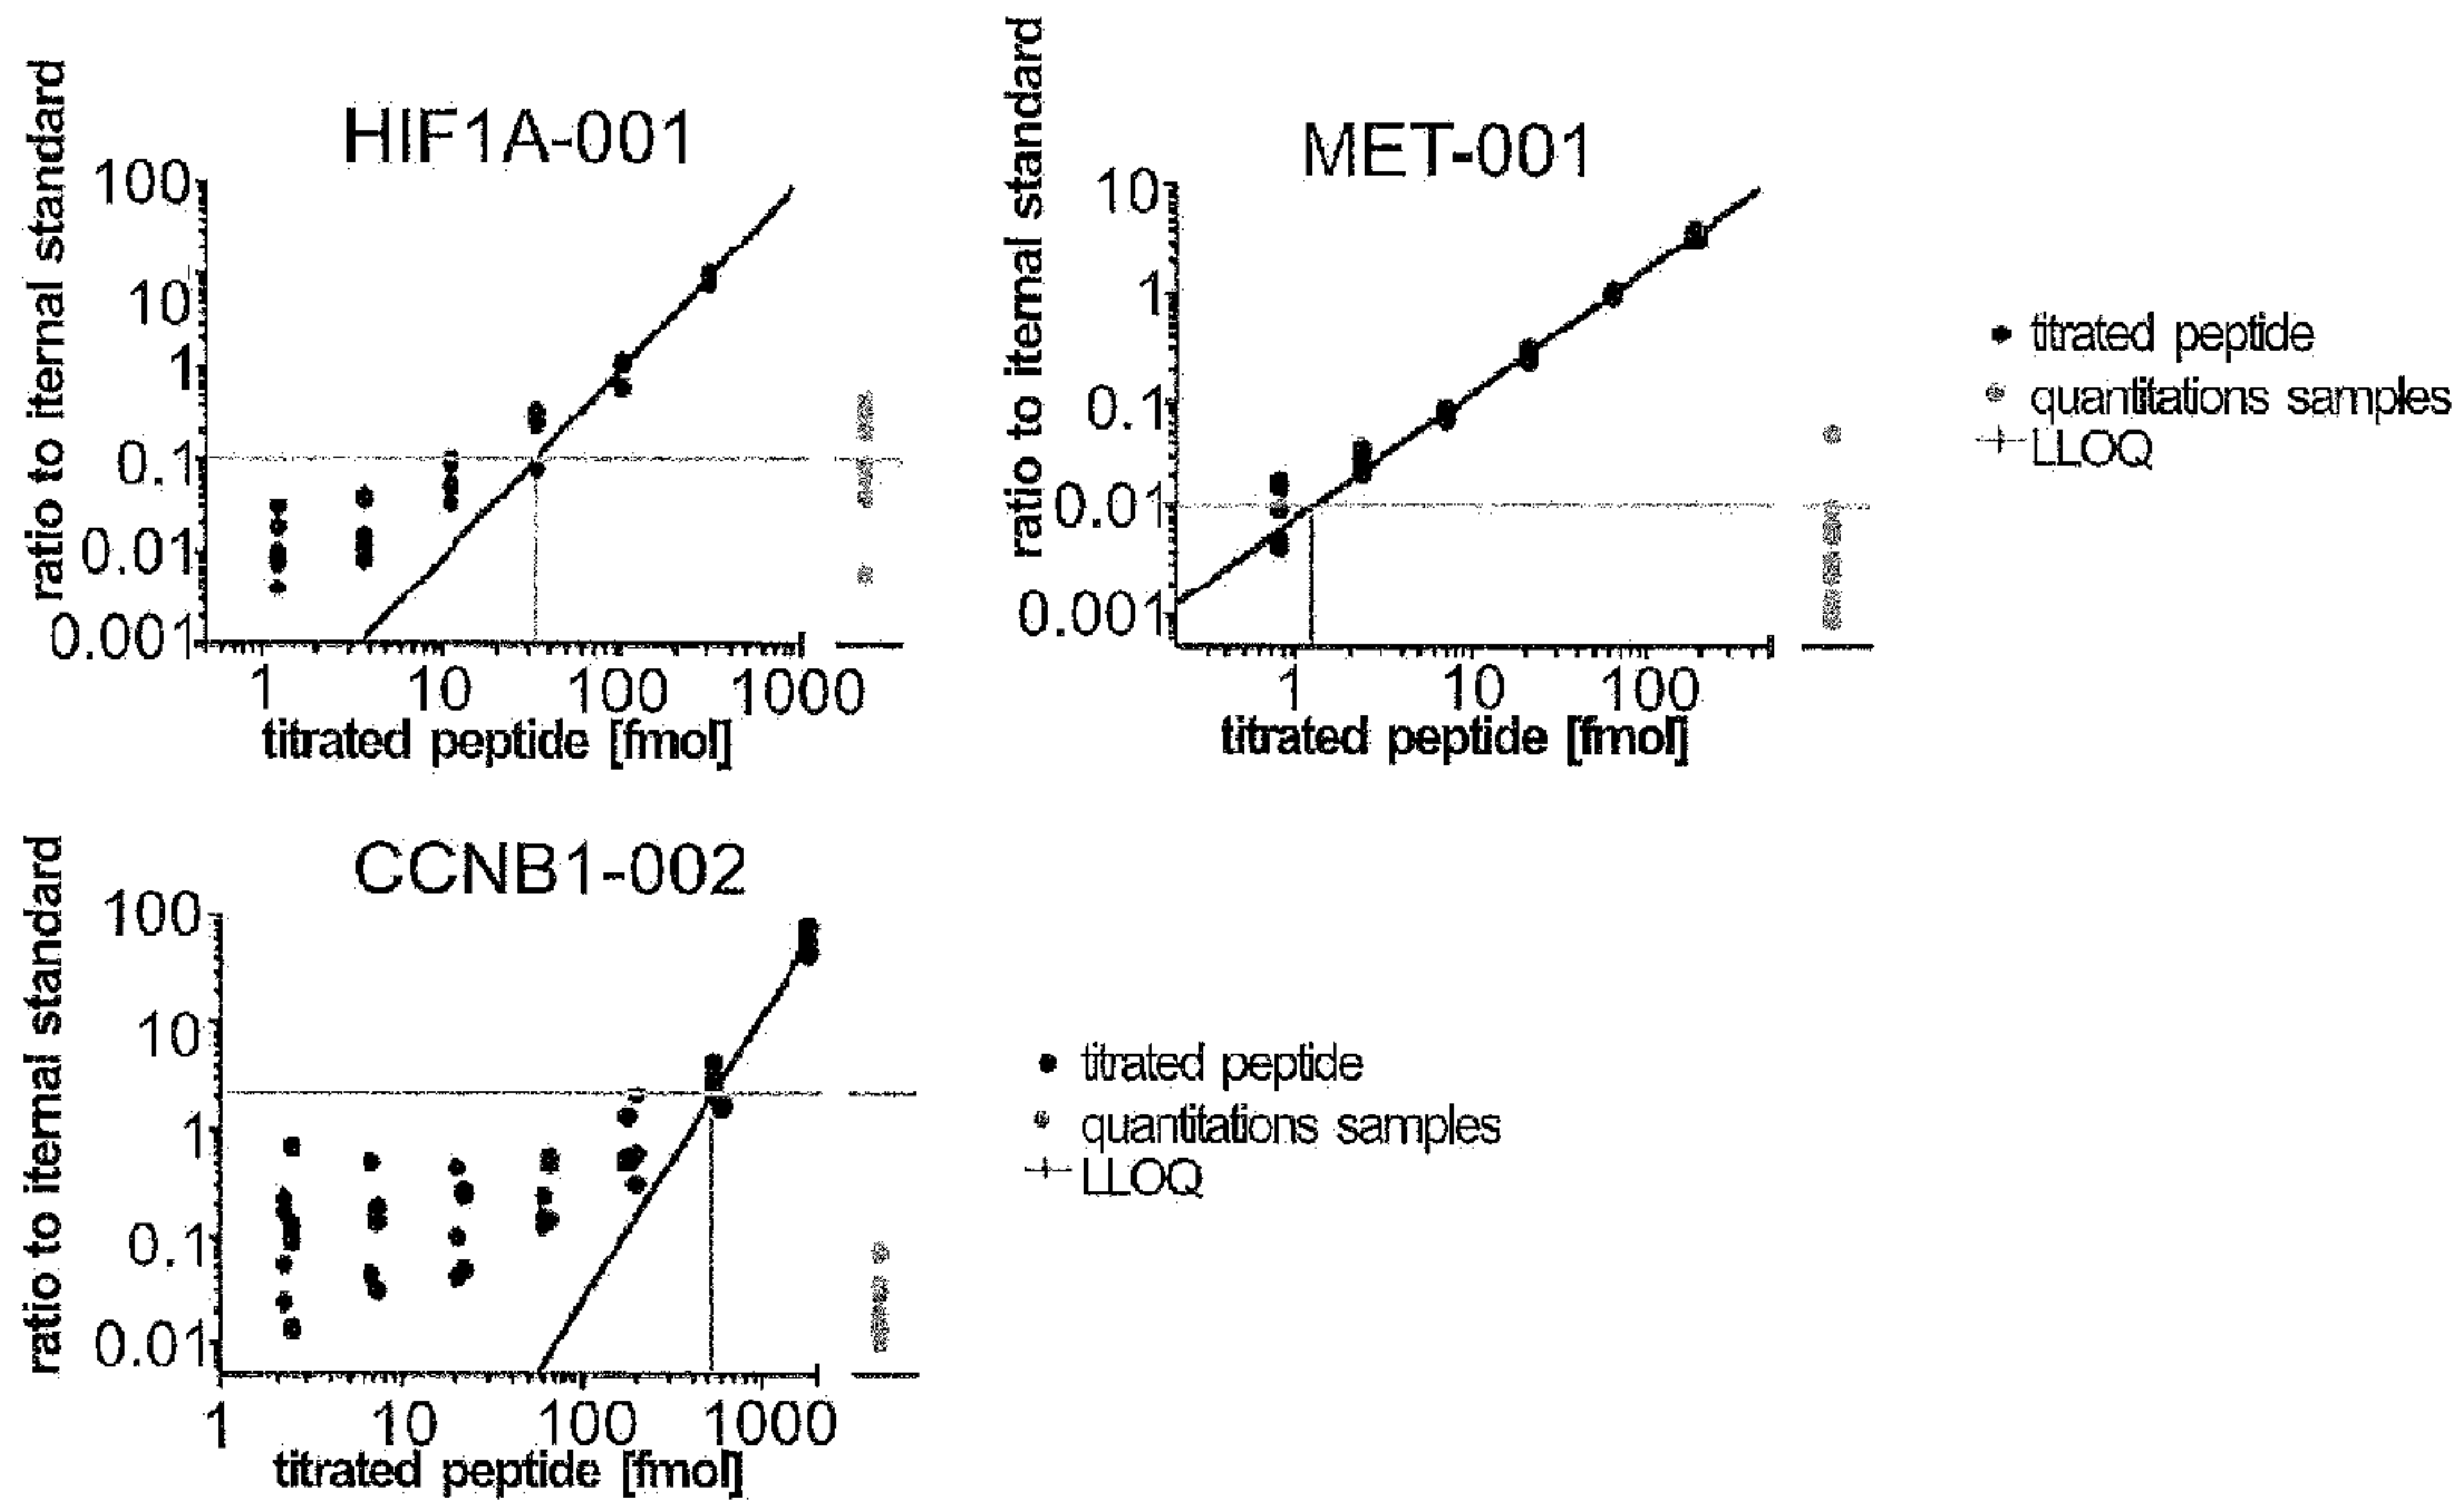 HIF1A-001
ratio to iternal standard
100
10
1
0.1
0.01
0.001
1 10 100 1000
titrated peptide [fmol]
MET-001
ratio to iternal standard
10
1
0.1
0.01
0.001
1 10 100
titrated peptide [fmol]
titrated peptide
quantitations samples
LLOQ
CCNB1-002
ratio to iternal standard
100
10
1
0.1
0.01
1 10 100 1000
titrated peptide [fmol]
titrated peptide
quantitations samples
LLOQ